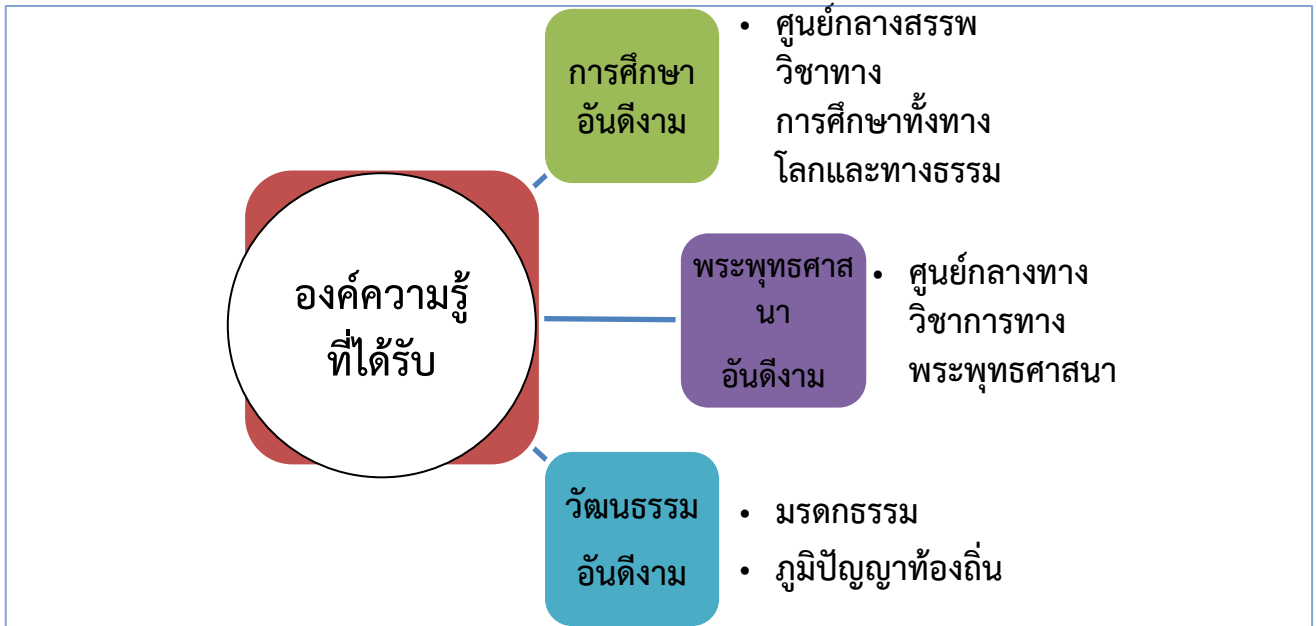 องค์ความรู้
ที่ได้รับ
การศึกษา
อันดีงาม
• ศูนย์กลางสรรพ
วิชาทาง
การศึกษาทั้งทาง
โลกและทางธรรม
พระพุทธศาส
นา
อันดีงาม
• ศูนย์กลางทาง
วิชาการทาง
พระพุทธศาสนา
วัฒนธรรม
อันดีงาม
• มรดกธรรม
• ภูมิปัญญาท้องถิ่น